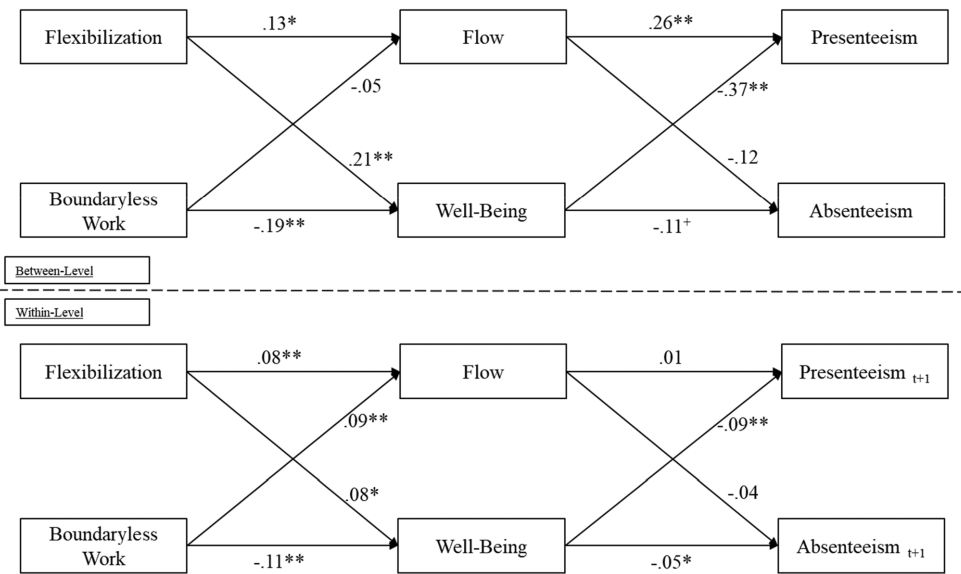 .13*
.26**
Flexibilization
Flow
Presenteeism
-.05
-.37**
.21**
-.12
Boundaryless
Work
Well-Being
Absenteeism
-.19**
-.11+
Between-Level
Within-Level
.08**
.01
Flexibilization
Flow
Presenteeism t+1
.09**
-.09**
.08*
-.04
Boundaryless
Work
Well-Being
Absenteeism t+1
-.11**
-.05*